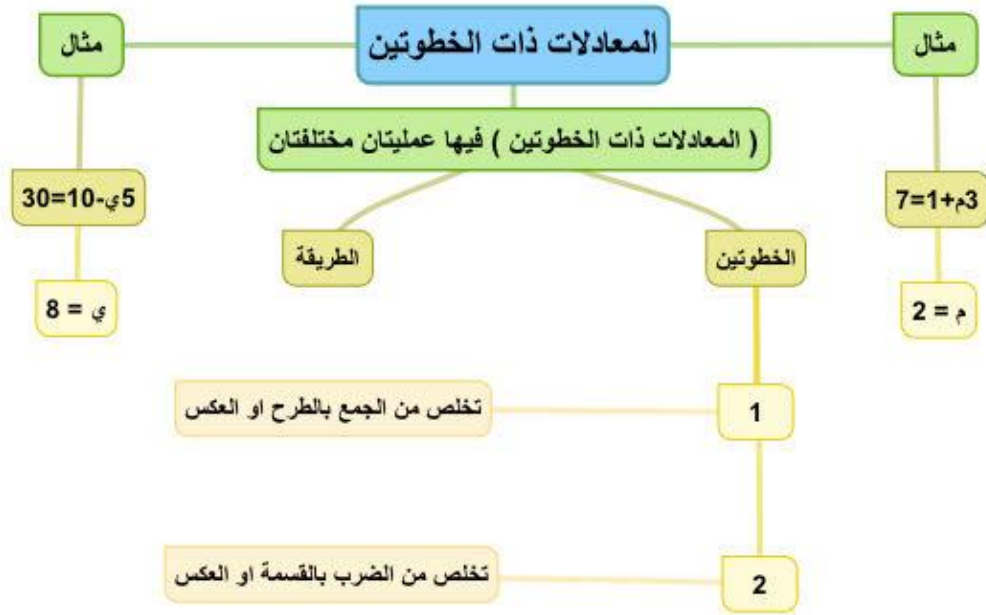 مثال
المعادلات ذات الخطوتين
مثال
( المعادلات ذات الخطوتين ) فيها عمليتان مختلفتان
3م+1=7
5ي-10=30
الخطوتين
الطريقة
م = 2
ي = 8
1
تخلص من الجمع بالطرح او العكس
2
تخلص من الضرب بالقسمة او العكس